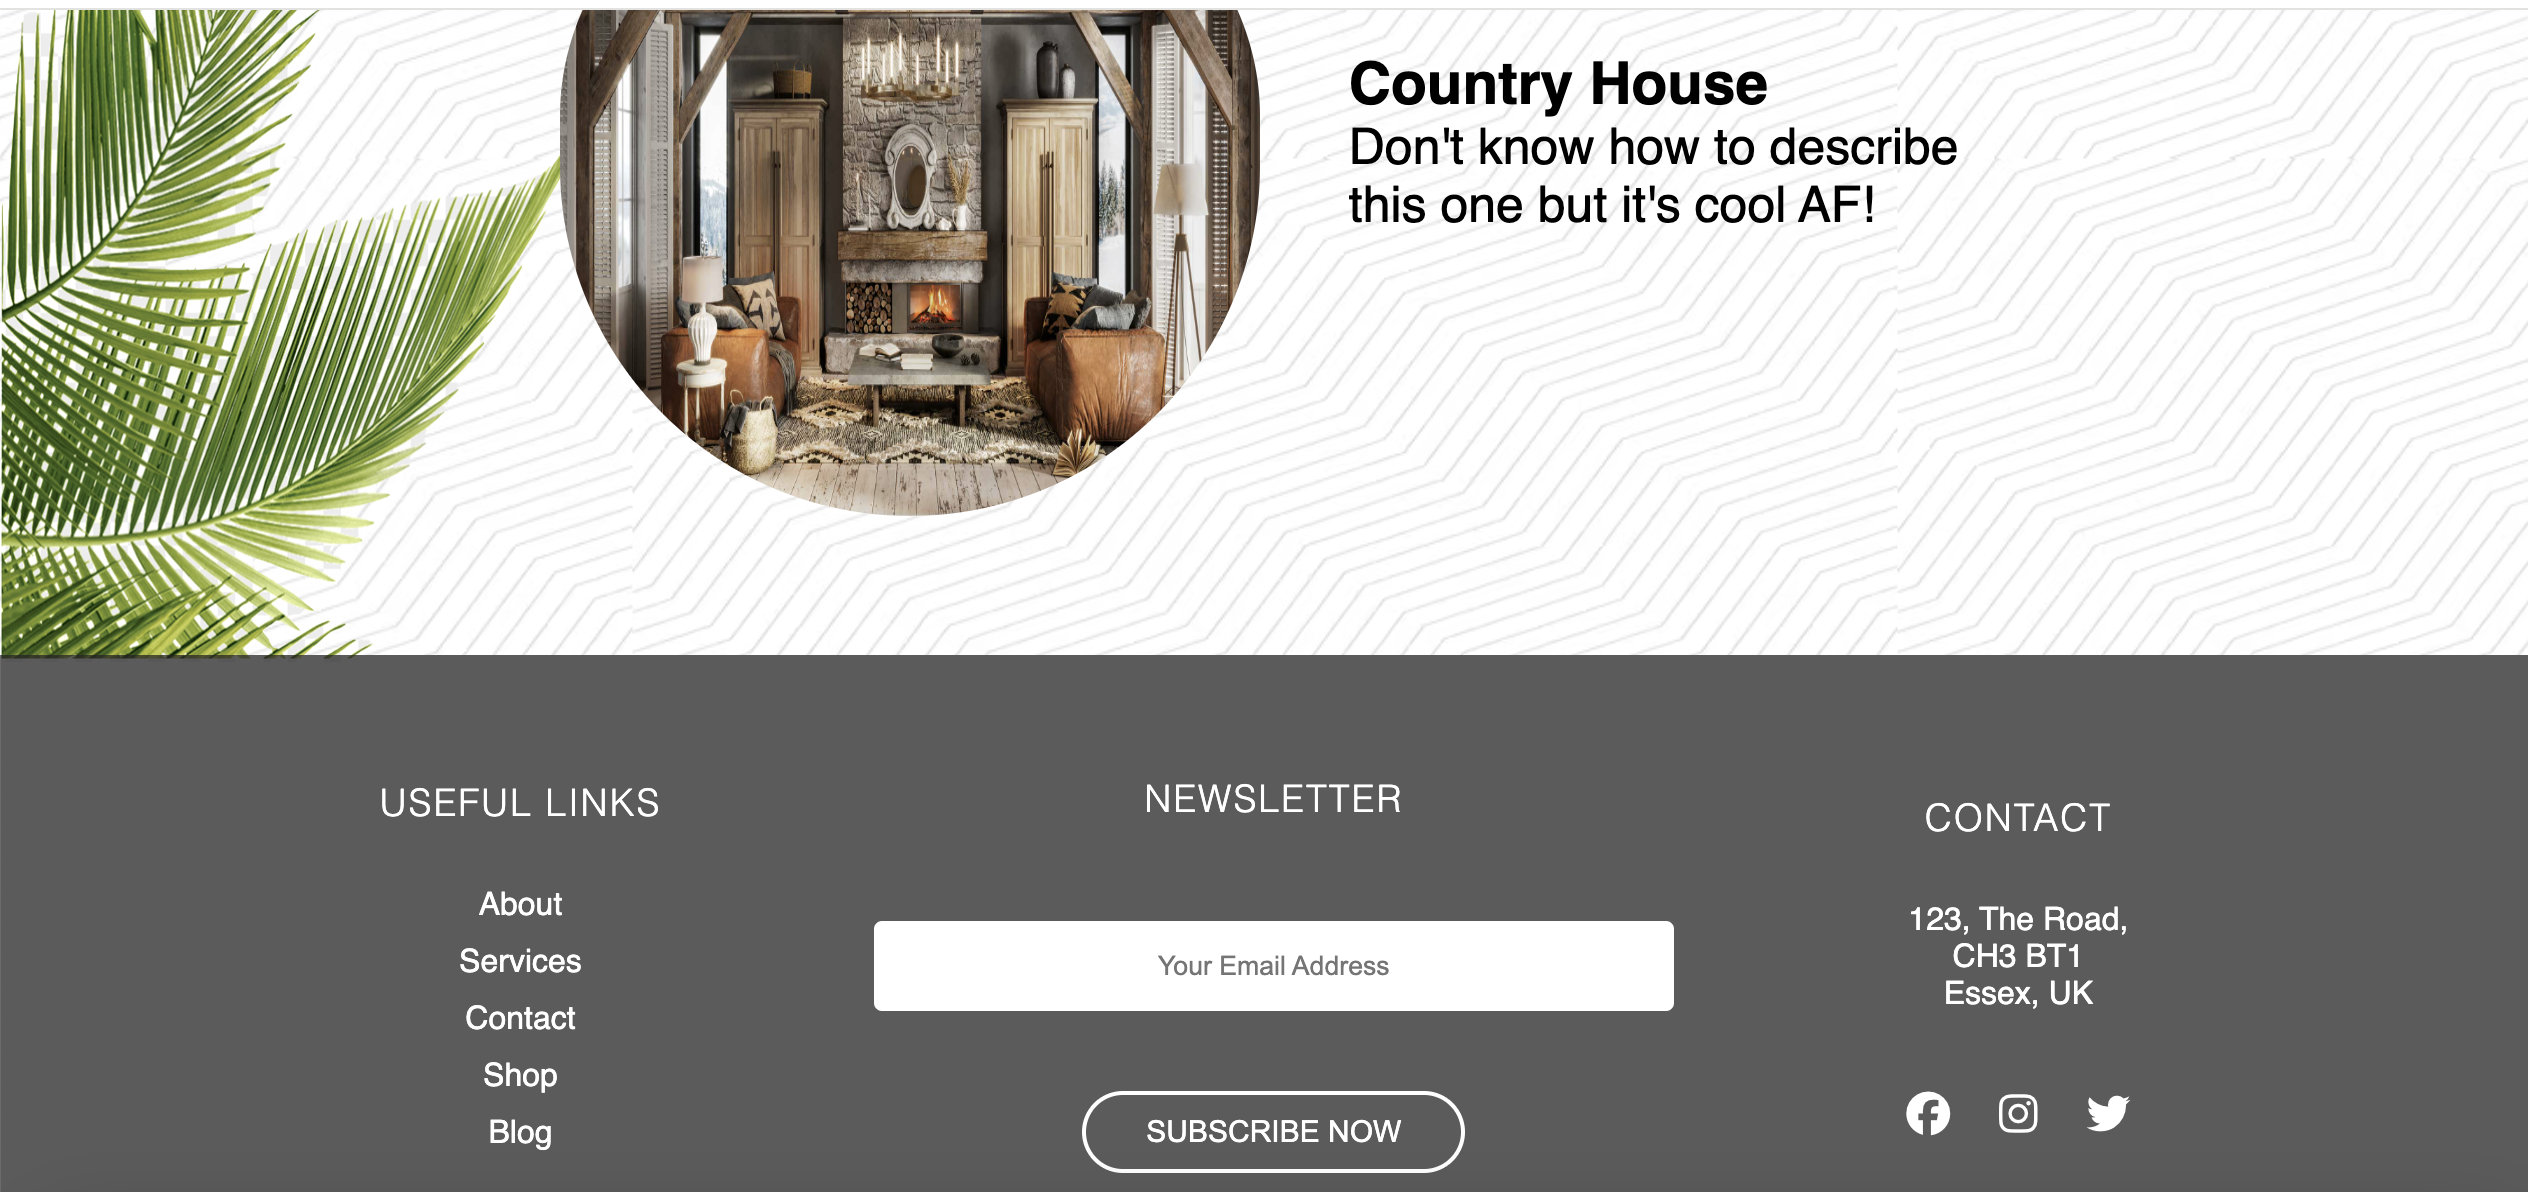 Country House
Don't know how to describe
this one but it's cool AF!
USEFUL LINKS
About
Services
Contact
Shop
Blog
NEWSLETTER
Your Email Address
SUBSCRIBE NOW
CONTACT
123, The Road,
CH3 BT1
Essex, UK